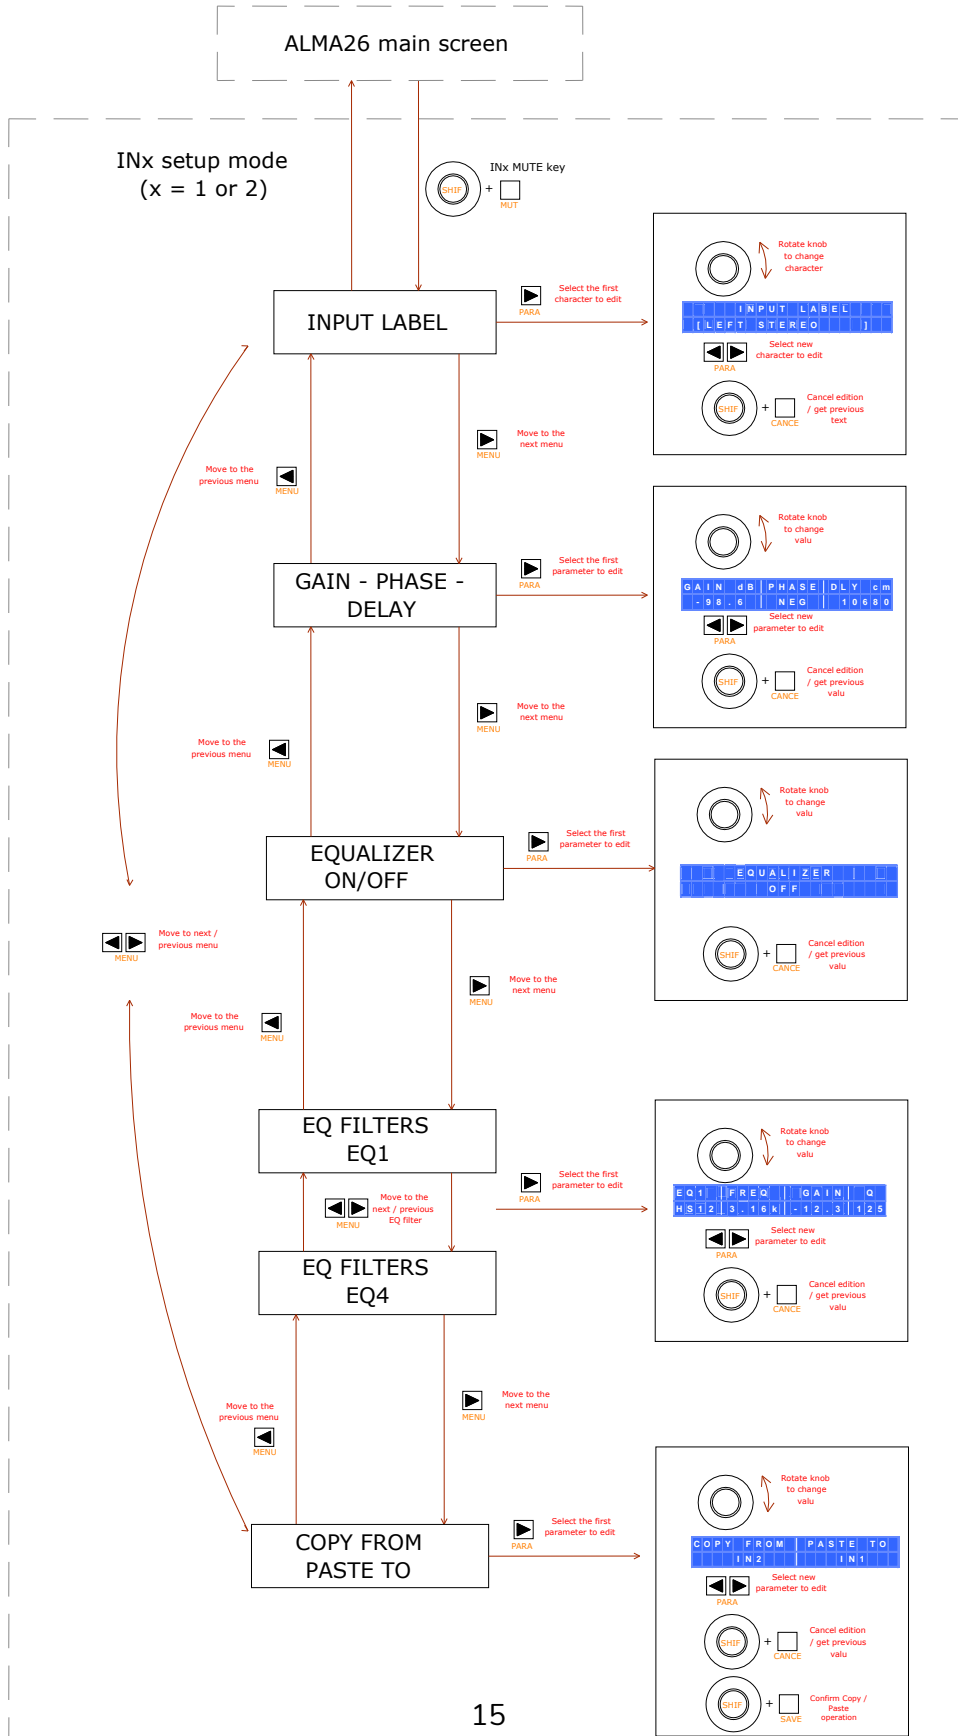 ALMA26 main screen
INx setup mode
(x = 1 or 2)
INx MUTE key
SHIF
+
MUT
Rotate knob
to change
character
Select the first
character to edit
PARA
INPUT LABEL
INPUT LABEL
[LEFT STEREO ]
Select new
character to edit
PARA
SHIF
+
CANCE
Cancel edition
/ get previous
text
Move to the
next menu
MENU
Move to the
previous menu
MENU
Rotate knob
to change
valu
Select the first
parameter to edit
PARA
GAIN - PHASE -
DELAY
GAIN dB PHASE DLY cm
-98.6 NEG 10680
Select new
parameter to edit
PARA
SHIF
+
CANCE
Cancel edition
/ get previous
valu
Move to the
next menu
MENU
Move to the
previous menu
MENU
Rotate knob
to change
valu
Select the first
parameter to edit
PARA
EQUALIZER
ON/OFF
EQUALIZER
OFF
SHIF
+
CANCE
Cancel edition
/ get previous
valu
Move to next /
previous menu
MENU
Move to the
next menu
MENU
Move to the
previous menu
MENU
EQ FILTERS
EQ1
Rotate knob
to change
valu
Select the first
parameter to edit
PARA
EQ1 FREQ GAIN Q
HS12 3.16k -12.3 125
Move to the
next / previous
EQ filter
MENU
Select new
parameter to edit
PARA
EQ FILTERS
EQ4
SHIF
+
CANCE
Cancel edition
/ get previous
valu
Move to the
next menu
MENU
Move to the
previous menu
MENU
Rotate knob
to change
valu
Select the first
parameter to edit
PARA
COPY FROM
PASTE TO
COPY FROM PASTE TO
IN2 IN1
Select new
parameter to edit
PARA
SHIF
+
CANCE
Cancel edition
/ get previous
valu
SHIF
+
SAVE
Confirm Copy /
Paste
operation
15